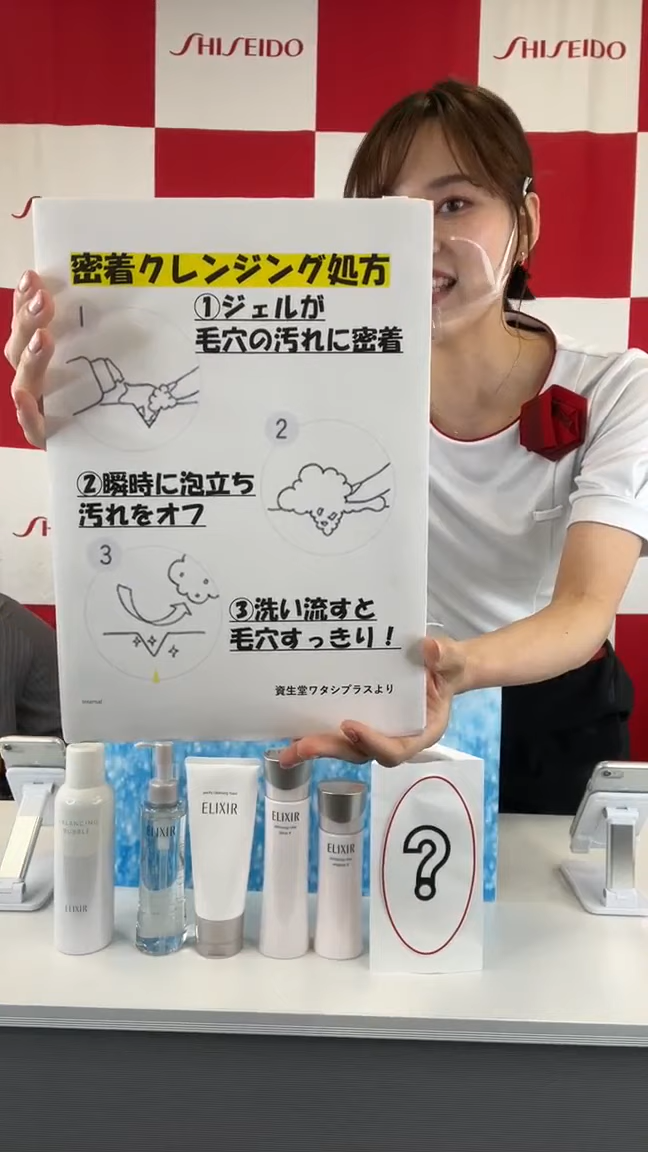 SHISEIDO
SHISEIDO
密着クレンジング処方
1
①ジェルが
毛穴の汚れに密着
2
②瞬時に泡立ち
汚れをオフ
3
③洗い流すと
毛穴すっきり！
資生堂ワタシプラスより
Internal
BUBBLE
ELIXIR
ELIXIR
ELIXIR
ELIXIR
ELIXIR
?